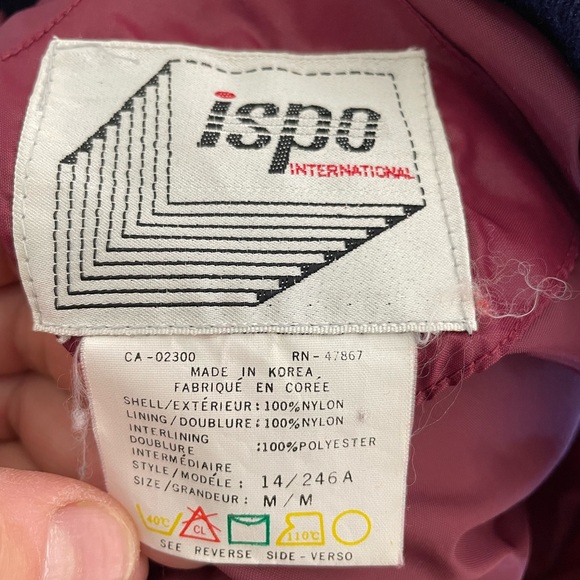 ispo
INTERNATIONAL
CA-02300 RN-47867
MADE IN KOREA
FABRIQUÉ EN CORÉE
SHELL/EXTÉRIEUR:100%NYLON
LINING/DOUBLURE:100%NYLON
INTERLINING
DOUBLURE :100%POLYESTER
INTERMÉDIAIRE
STYLE/MODÉLE: 14/246A
SIZE/GRANDEUR: M/M
40°C CL 110°C
SEE REVERSE SIDE-VERSO